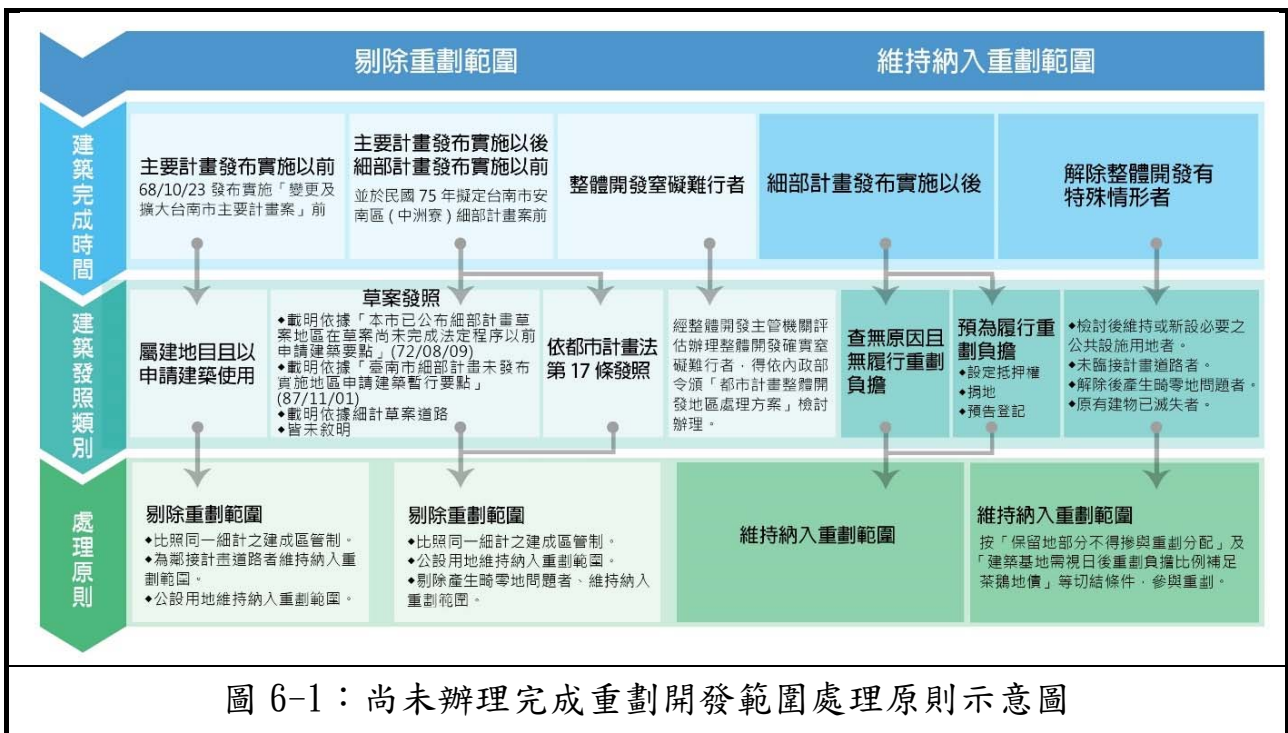 剔除重劃範圍
維持納入重劃範圍
建築完成時間
主要計畫發布實施以前
68/10/23 發布實施「變更及
擴大台南市主要計畫案」前
主要計畫發布實施以後
細部計畫發布實施以前
並於民國 75 年擬定台南市安
南區(中洲寮)細部計畫案前
整體開發窒礙難行者
細部計畫發布實施以後
解除整體開發有
特殊情形者
建築發照類別
屬建地目且以
申請建築使用
草案發照
◆載明依據「本市已公布細部計畫草
案地區在草案尚未完成法定程序以前
申請建築要點」(72/08/09)
◆載明依據「臺南市細部計畫未發布
實施地區申請建築暫行要點」
(87/11/01)
◆載明依據細計草案道路
◆皆未敘明
依都市計畫法
第 17 條發照
經整體開發主管機關評
估辦理整體開發確實窒
礙難行者,得依內政部
令頒「都市計畫整體開
發地區處理方案」檢討
辦理。
查無原因且
無履行重劃
負擔
預為履行重
劃負擔
◆設定抵押權
◆捐地
◆預告登記
◆檢討後維持或新設必要之
公共設施用地者。
◆未臨接計畫道路者。
◆解除後產生畸零地問題者。
◆原有建物已滅失者。
處理原則
剔除重劃範圍
◆比照同一細計之建成區管制。
◆為鄰接計畫道路者維持納入重
劃範圍。
◆公設用地維持納入重劃範圍。
剔除重劃範圍
◆比照同一細計之建成區管制。
◆公設用地維持納入重劃範圍。
◆剔除產生畸零地問題者、維持納入
重劃範圍。
維持納入重劃範圍
維持納入重劃範圍
按「保留地部分不得摻與重劃分配」及
「建築基地需視日後重劃負擔比例補足
茶鵝地價」等切結條件,參與重劃。
圖 6-1:尚未辦理完成重劃開發範圍處理原則示意圖